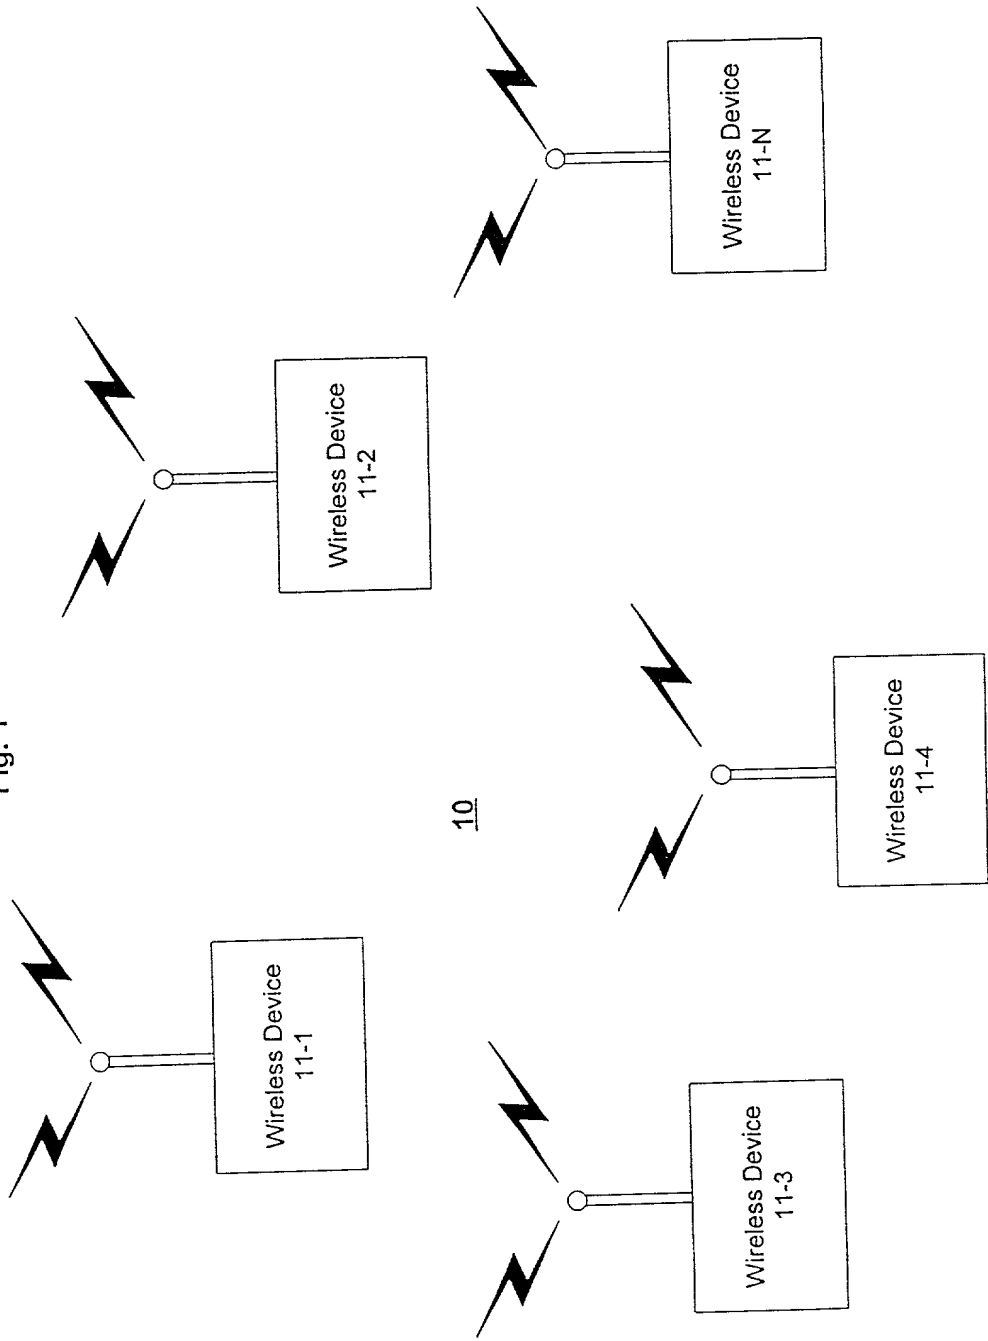 Fig. 1
Wireless Device
11-1
Wireless Device
11-2
10
Wireless Device
11-3
Wireless Device
11-4
Wireless Device
11-N